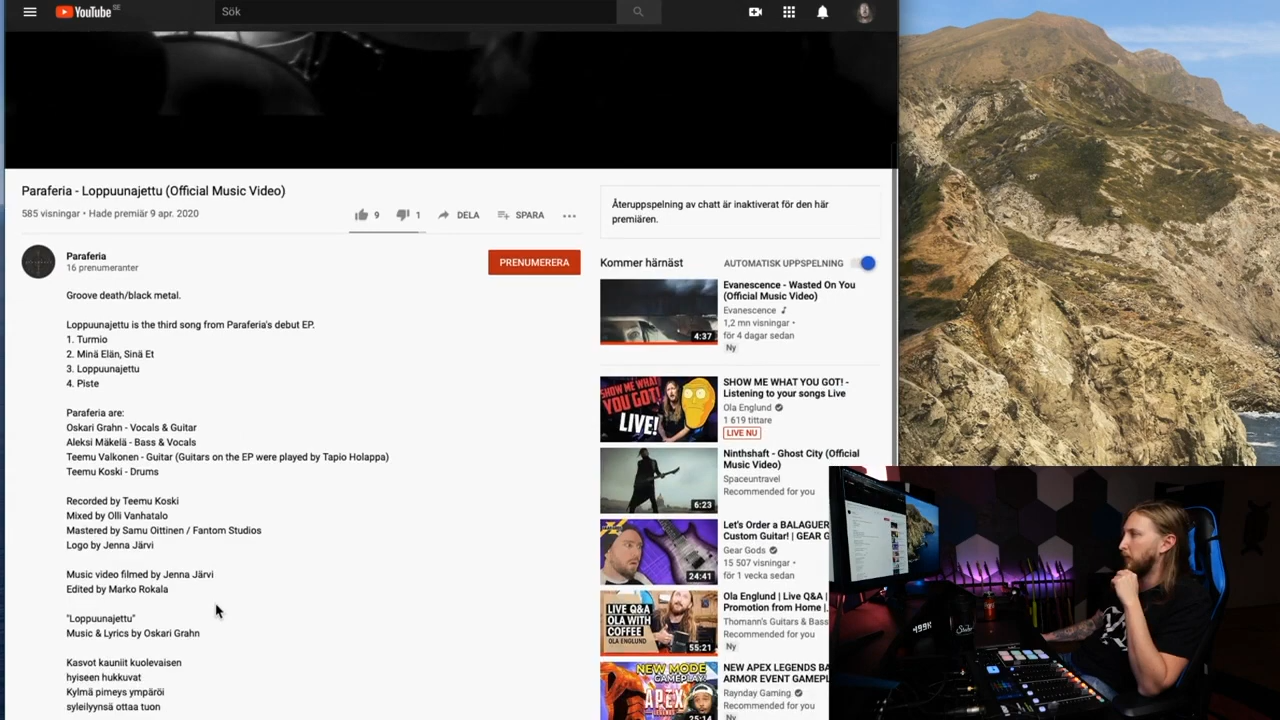 YouTube SE
Sök
Paraferia - Loppuunajettu (Official Music Video)
585 visningar • Hade premiär 9 apr. 2020
9
1
DELA
SPARA
Paraferia
16 prenumeranter
PRENUMERERA
Groove death/black metal.
Loppuunajettu is the third song from Paraferia's debut EP.
1. Turmio
2. Minä Elän, Sinä Et
3. Loppuunajettu
4. Piste
Paraferia are:
Oskari Grahn - Vocals & Guitar
Aleksi Mäkelä - Bass & Vocals
Teemu Valkonen - Guitar (Guitars on the EP were played by Tapio Holappa)
Teemu Koski - Drums
Recorded by Teemu Koski
Mixed by Olli Vanhatalo
Mastered by Samu Oittinen / Fantom Studios
Logo by Jenna Järvi
Music video filmed by Jenna Järvi
Edited by Marko Rokala
"Loppuunajettu"
Music & Lyrics by Oskari Grahn
Kasvot kauniit kuolevaisen
hyiseen hukkuvat
Kylmä pimeys ympäröi
syleilyynsä ottaa tuon
Återuppspelning av chatt är inaktiverat för den här
premiären.
Kommer härnäst
AUTOMATISK UPPSPELNING
4:37
Evanescence - Wasted On You
(Official Music Video)
Evanescence
1,2 mn visningar •
för 4 dagar sedan
Ny
SHOW ME WHAT
YOU GOT!
LIVE!
SHOW ME WHAT YOU GOT! -
Listening to your songs Live
Ola Englund
1 619 tittare
LIVE NU
6:23
Ninthshaft - Ghost City (Official
Music Video)
Spaceuntravel
Recommended for you
24:41
Let's Order a BALAGUER
Custom Guitar! | GEAR G
Gear Gods
15 507 visningar •
för 1 vecka sedan
LIVE Q&A
OLA WITH
COFFEE
OLA ENGLUND
55:21
Ola Englund | Live Q&A |
Promotion from Home |.
Thomann's Guitars & Bass
Recommended for you
Ny
NEW MODE
GAMEPLAY!
APEX
25:14
NEW APEX LEGENDS BA
ARMOR EVENT GAMEPL
Raynday Gaming
Recommended for you
Ny
499K